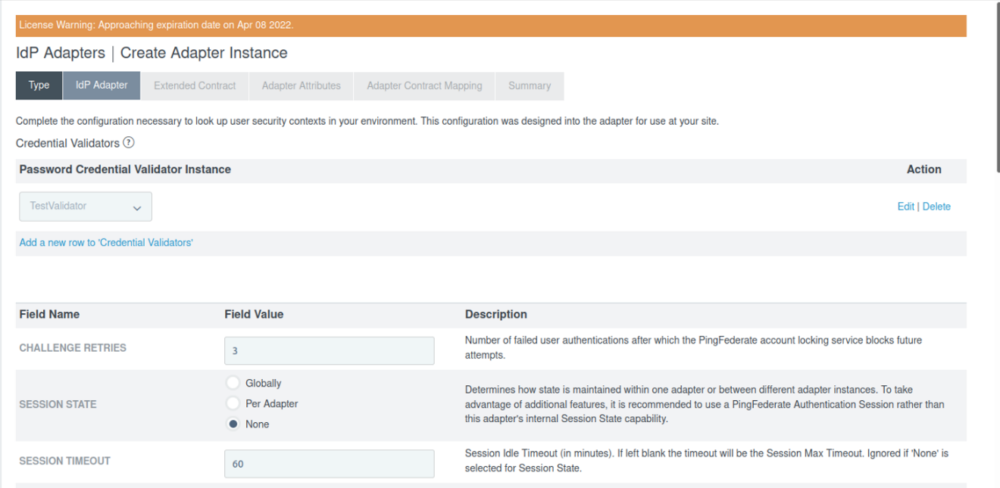 License Warning: Approaching expiration date on Apr 08 2022.
IdP Adapters | Create Adapter Instance
Type IdP Adapter Extended Contract Adapter Attributes Adapter Contract Mapping Summary
Complete the configuration necessary to look up user security contexts in your environment. This configuration was designed into the adapter for use at your site.
Credential Validators ?
Password Credential Validator Instance Action
TestValidator Edit | Delete
Add a new row to 'Credential Validators'
Field Name Field Value Description
CHALLENGE RETRIES 3 Number of failed user authentications after which the PingFederate account locking service blocks future
attempts.
Globally
SESSION STATE Per Adapter Determines how state is maintained within one adapter or between different adapter instances. To take
advantage of additional features, it is recommended to use a PingFederate Authentication Session rather than
None this adapter's internal Session State capability.
SESSION TIMEOUT 60 Session Idle Timeout (in minutes). If left blank the timeout will be the Session Max Timeout. Ignored if 'None' is
selected for Session State.